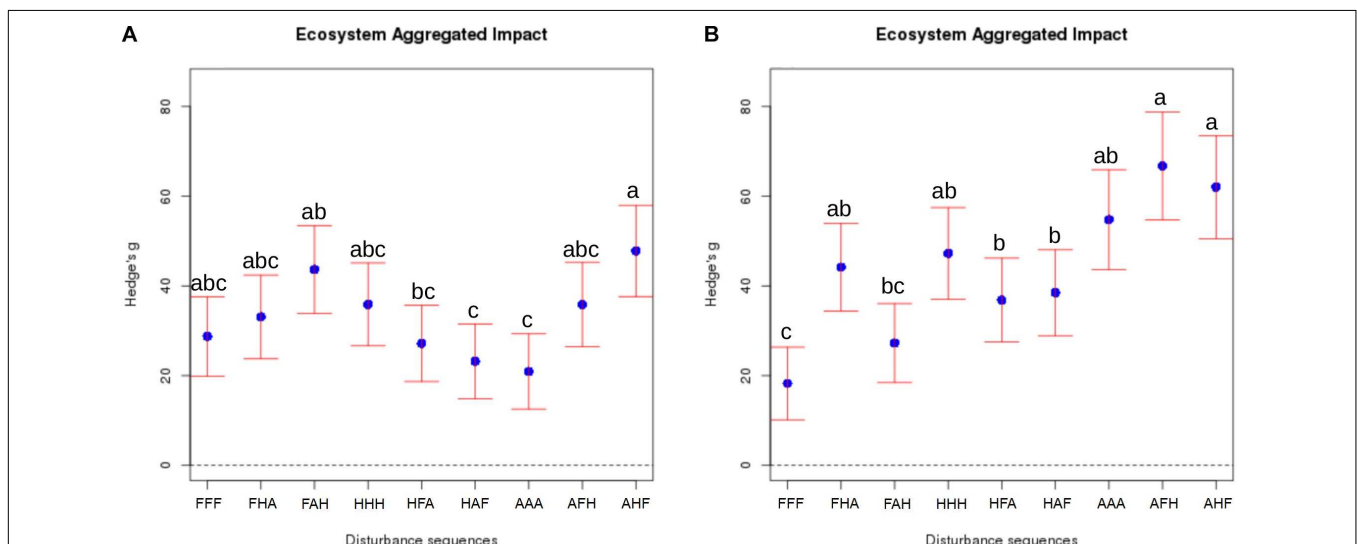 A
Ecosystem Aggregated Impact
Hedge's g
80
60
40
20
0
abc
abc
ab
abc
bc
c
c
abc
a
FFF FHA FAH HHH HFA HAF AAA AFH AHF
Disturbance sequences
B
Ecosystem Aggregated Impact
Hedge's g
80
60
40
20
0
c
ab
bc
ab
b
b
ab
a
a
FFF FHA FAH HHH HFA HAF AAA AFH AHF
Disturbance sequences